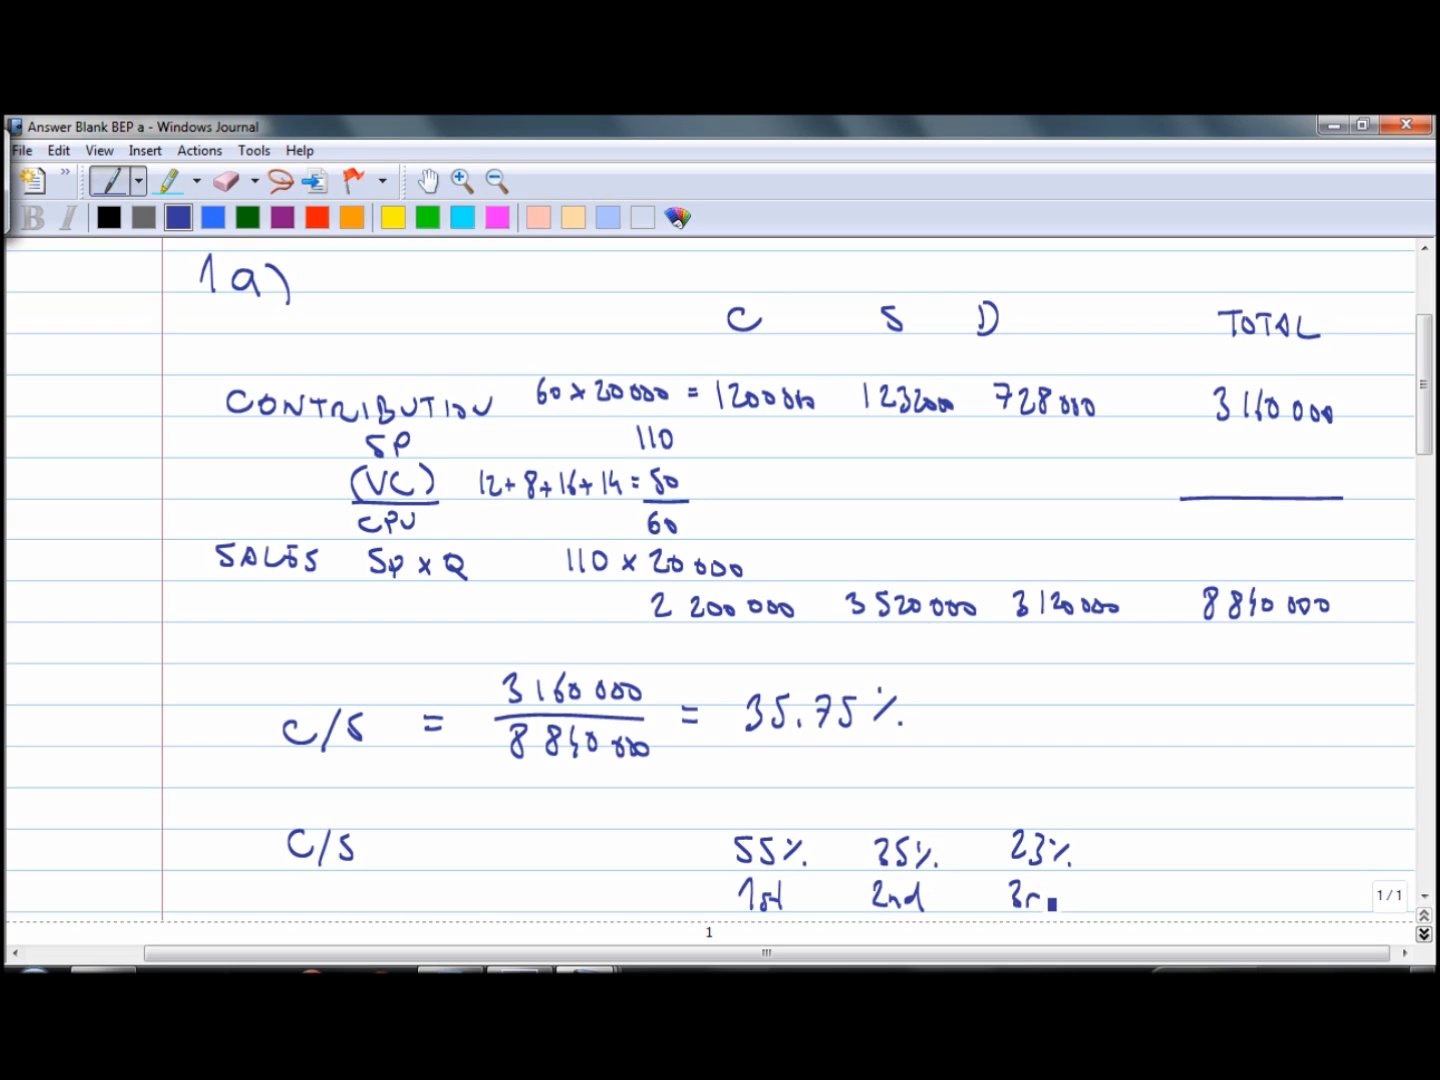 Answer Blank BEP a - Windows Journal
File Edit View Insert Actions Tools Help
B I
1a)
C S D TOTAL
CONTRIBUTION 60 x 20 000 = 1200 000 123200 728 000 3 160 000
SP 110
(VC) 12 + 8 + 16 + 14 = 50
CPU 60
SALES SP x Q 110 x 20 000
2 200 000 3 520 000 3 120 000 8 840 000
3 160 000
C/S = = 35.75 %
8 840 000
C/S 55% 35% 23%
1st 2nd 3r
1 / 1
1